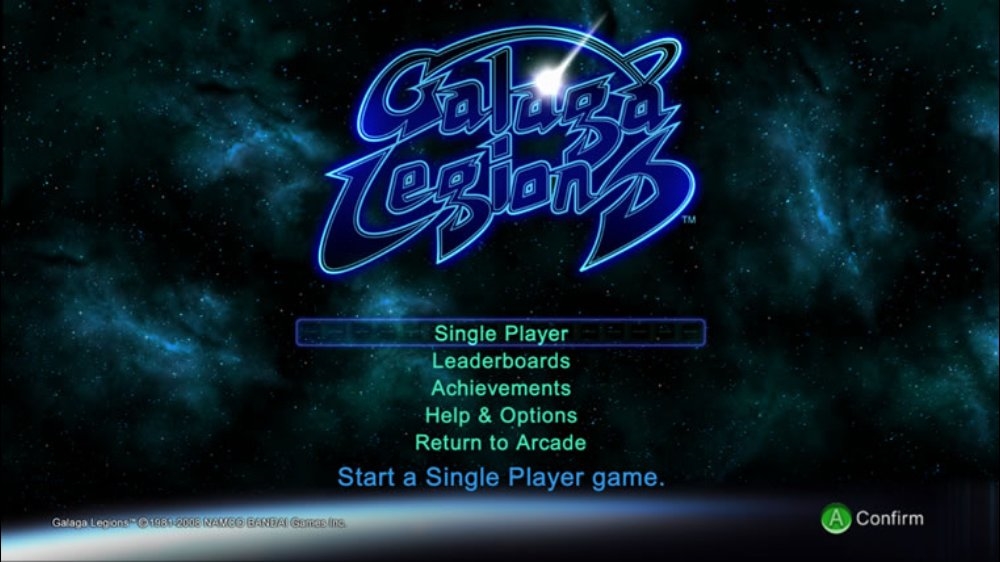 Galaga
Legions
TM
Single Player
Leaderboards
Achievements
Help & Options
Return to Arcade
Start a Single Player game.
Galaga Legions™ ©1981-2008 NAMCO BANDAI Games Inc.
A Confirm